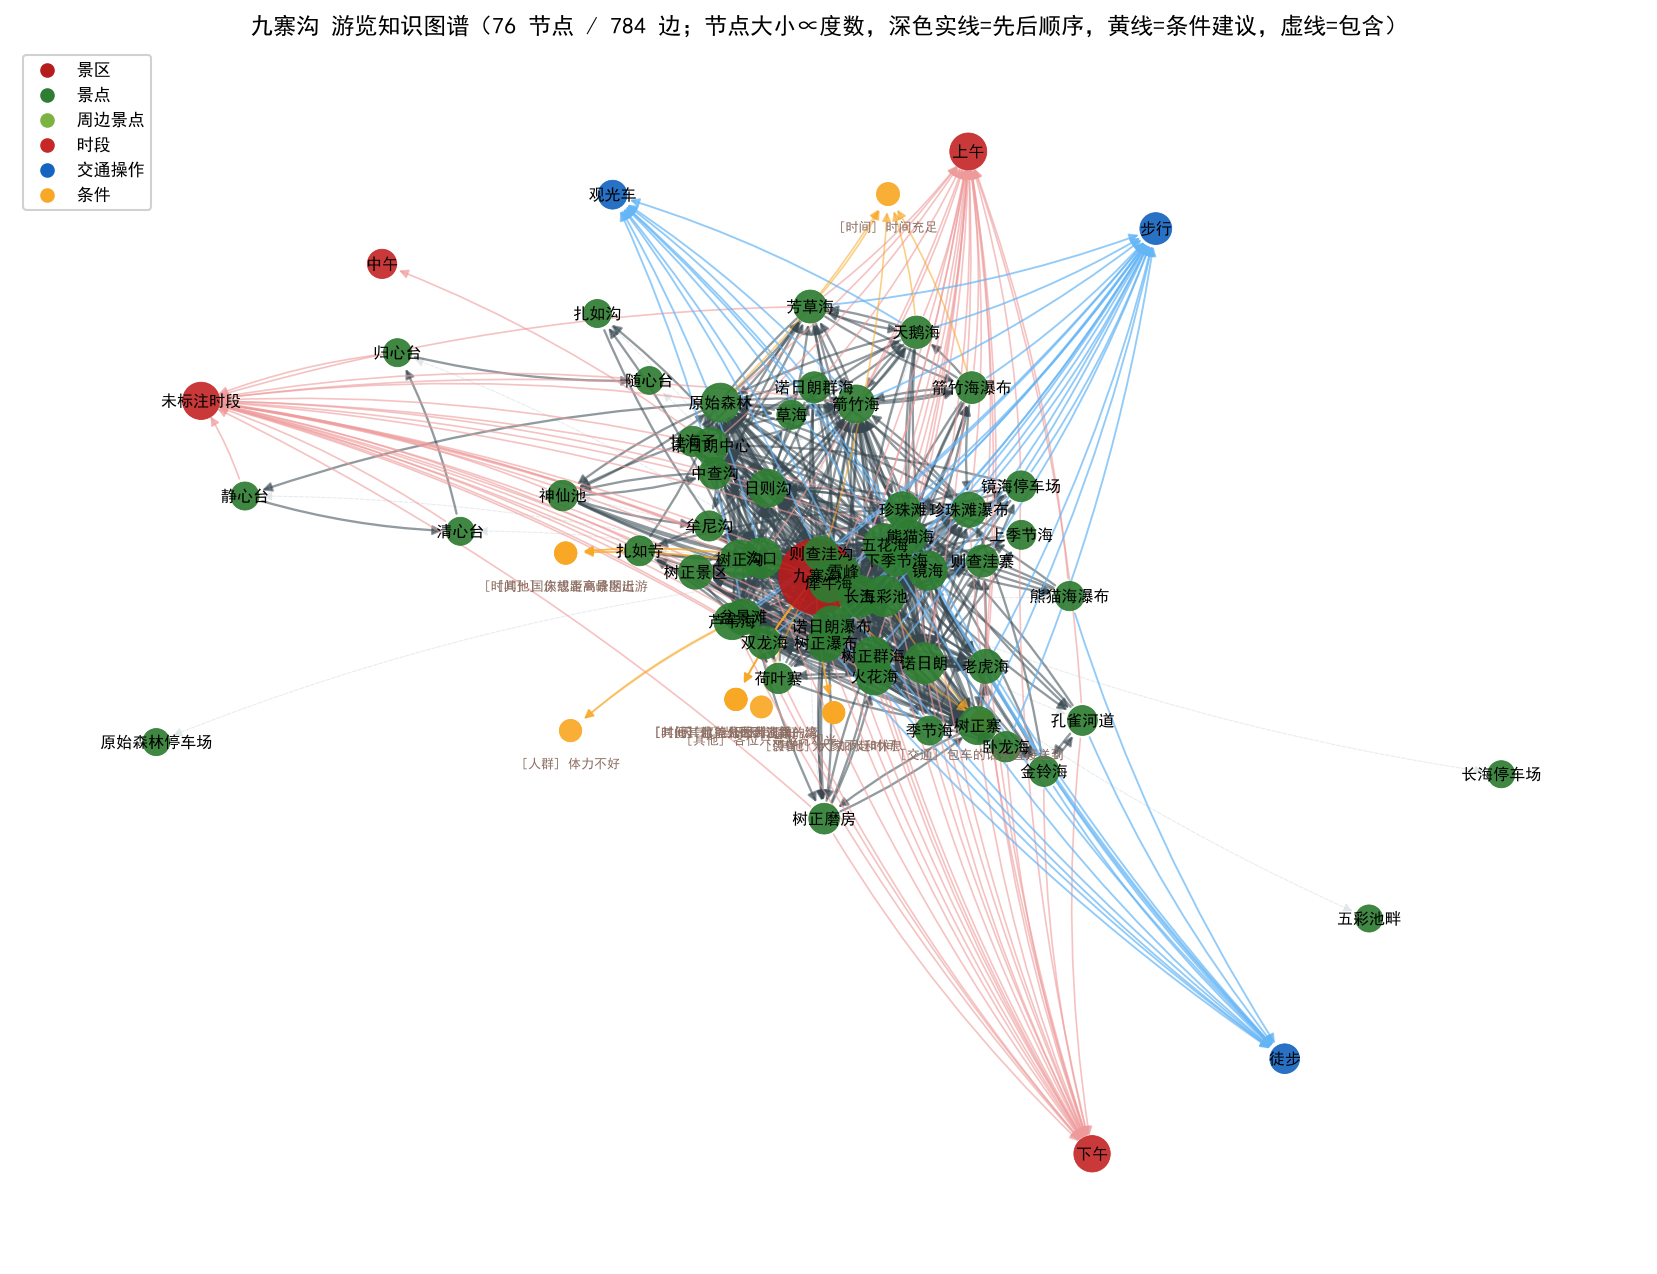 九寨沟 游览知识图谱（76 节点 / 784 边；节点大小∝度数，深色实线=先后顺序，黄线=条件建议，虚线=包含）
景区
景点
周边景点
时段
交通操作
条件
上午
观光车
[时间] 时间充足
步行
中午
芳草海
扎如沟
天鹅海
归心台
随心台
诺日朗群海
箭竹海瀑布
未标注时段
原始森林
箭竹海
草海
诺日朗中心
中查沟
日则沟
镜海停车场
静心台
神仙池
珍珠滩
珍珠滩瀑布
牟尼沟
清心台
熊猫海
上季节海
五花海
扎如寺
则查洼沟
树正沟
沟口
下季节海
则查洼寨
树正景区
镜海
犀牛海
长海
五彩池
熊猫海瀑布
盆景滩
芦苇海
诺日朗瀑布
双龙海
树正瀑布
树正群海
诺日朗
老虎海
荷叶寨
火花海
孔雀河道
季节海
树正寨
原始森林停车场
卧龙海
[人群] 体力不好
金铃海
长海停车场
树正磨房
五彩池畔
徒步
下午